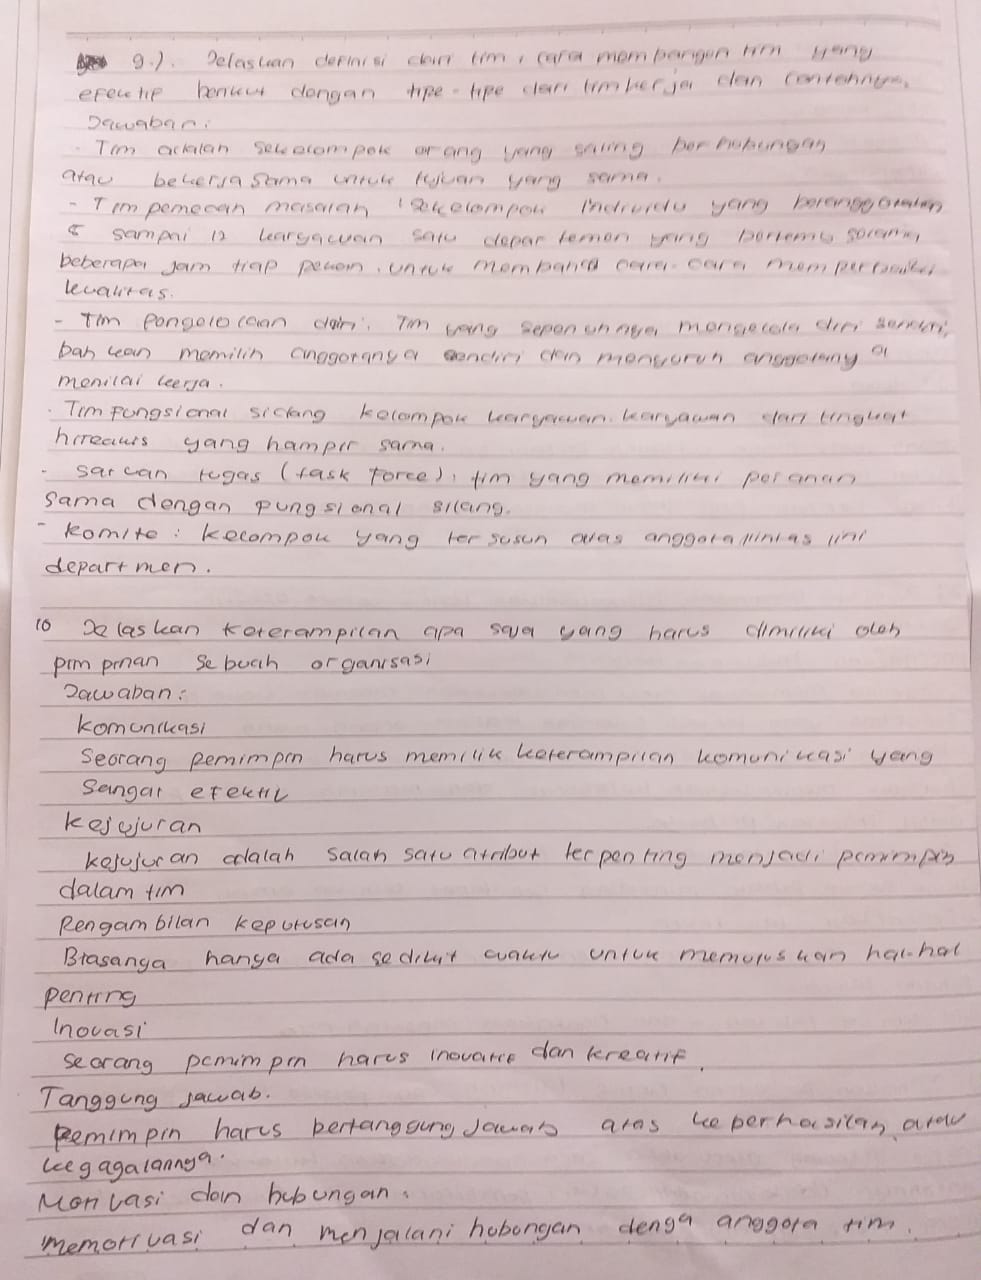 9.). Jelaskan definisi dari tim, cara membangun tim yang
efektip berikut dengan tipe-tipe dari tim kerja dan contohnya.
Jawaban:
- Tim adalah sekelompok orang yang saling berhubungan
atau bekerja sama untuk tujuan yang sama.
- Tim pemecah masalah: Sekelompok individu yang beranggotakan
5 sampai 12 karyawan satu departemen yang bertemu selama
beberapa jam tiap pekan, untuk membahas cara-cara memperbaiki
kualitas.
- Tim Pengelolaan diri: Tim yang sepenuhnya mengelola diri sendiri,
bahkan memilih anggotanya sendiri dan menyuruh anggotanya
menilai kerja.
- Tim Fungsional silang kelompok karyawan-karyawan dari tingkat
hirearkis yang hampir sama.
- satuan tugas (task force), tim yang memiliki peranan
sama dengan pungsional silang.
- Komite: kelompok yang tersusun atas anggota lintas lini
departmen.
10 Jelaskan keterampilan apa saja yang harus dimiliki oleh
pimpinan sebuah organisasi
Jawaban:
Komunikasi
Seorang pemimpin harus memilik keterampilan komunikasi yang
Sangat efektif
Kejujuran
Kejujuran adalah salah satu atribut terpenting menjadi pemimpin
dalam tim
Pengambilan keputusan
Biasanya hanya ada sedikit waktu untuk memutuskan hal-hal
penting
Inovasi
seorang pemimpin harus inovatif dan kreatif.
Tanggung jawab.
Pemimpin harus bertanggung jawab atas keberhasilan atau
kegagalannya.
Motivasi dan hubungan.
memotivasi dan menjalani hubongan denga anggota tim.